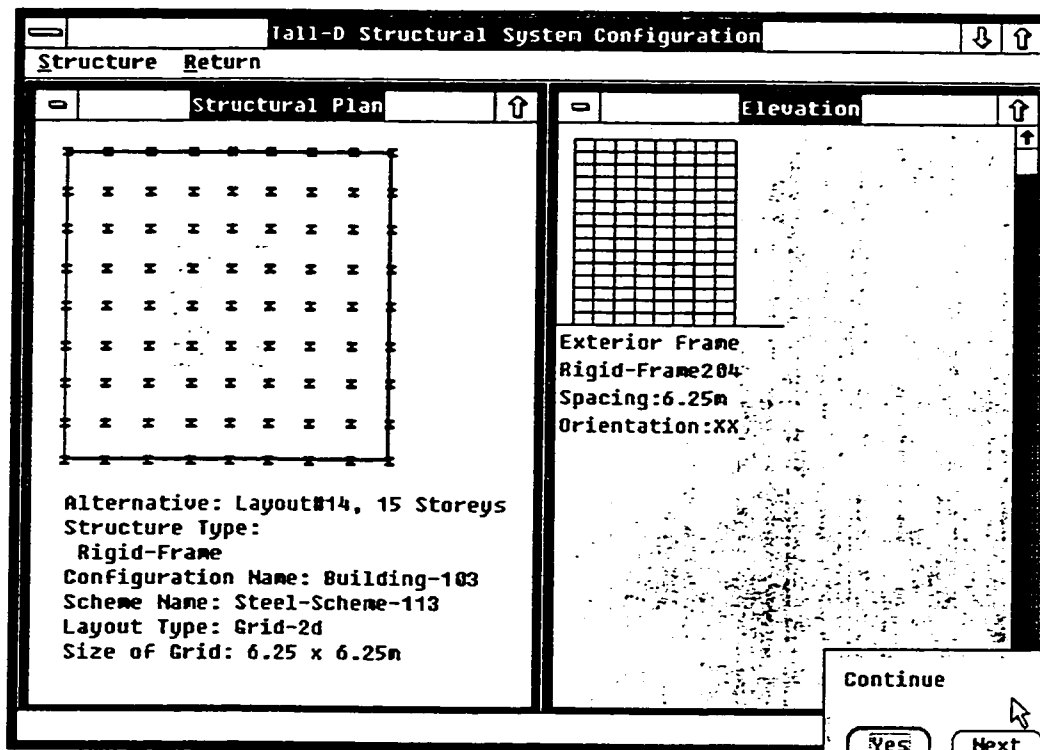 Tall-D Structural System Configuration
Structure Return
Structural Plan
Alternative: Layout#14, 15 Storeys
Structure Type:
Rigid-Frame
Configuration Name: Building-103
Scheme Name: Steel-Scheme-113
Layout Type: Grid-2d
Size of Grid: 6.25 x 6.25m
Elevation
Exterior Frame
Rigid-Frame204
Spacing:6.25m
Orientation:XX
Continue
Yes Next